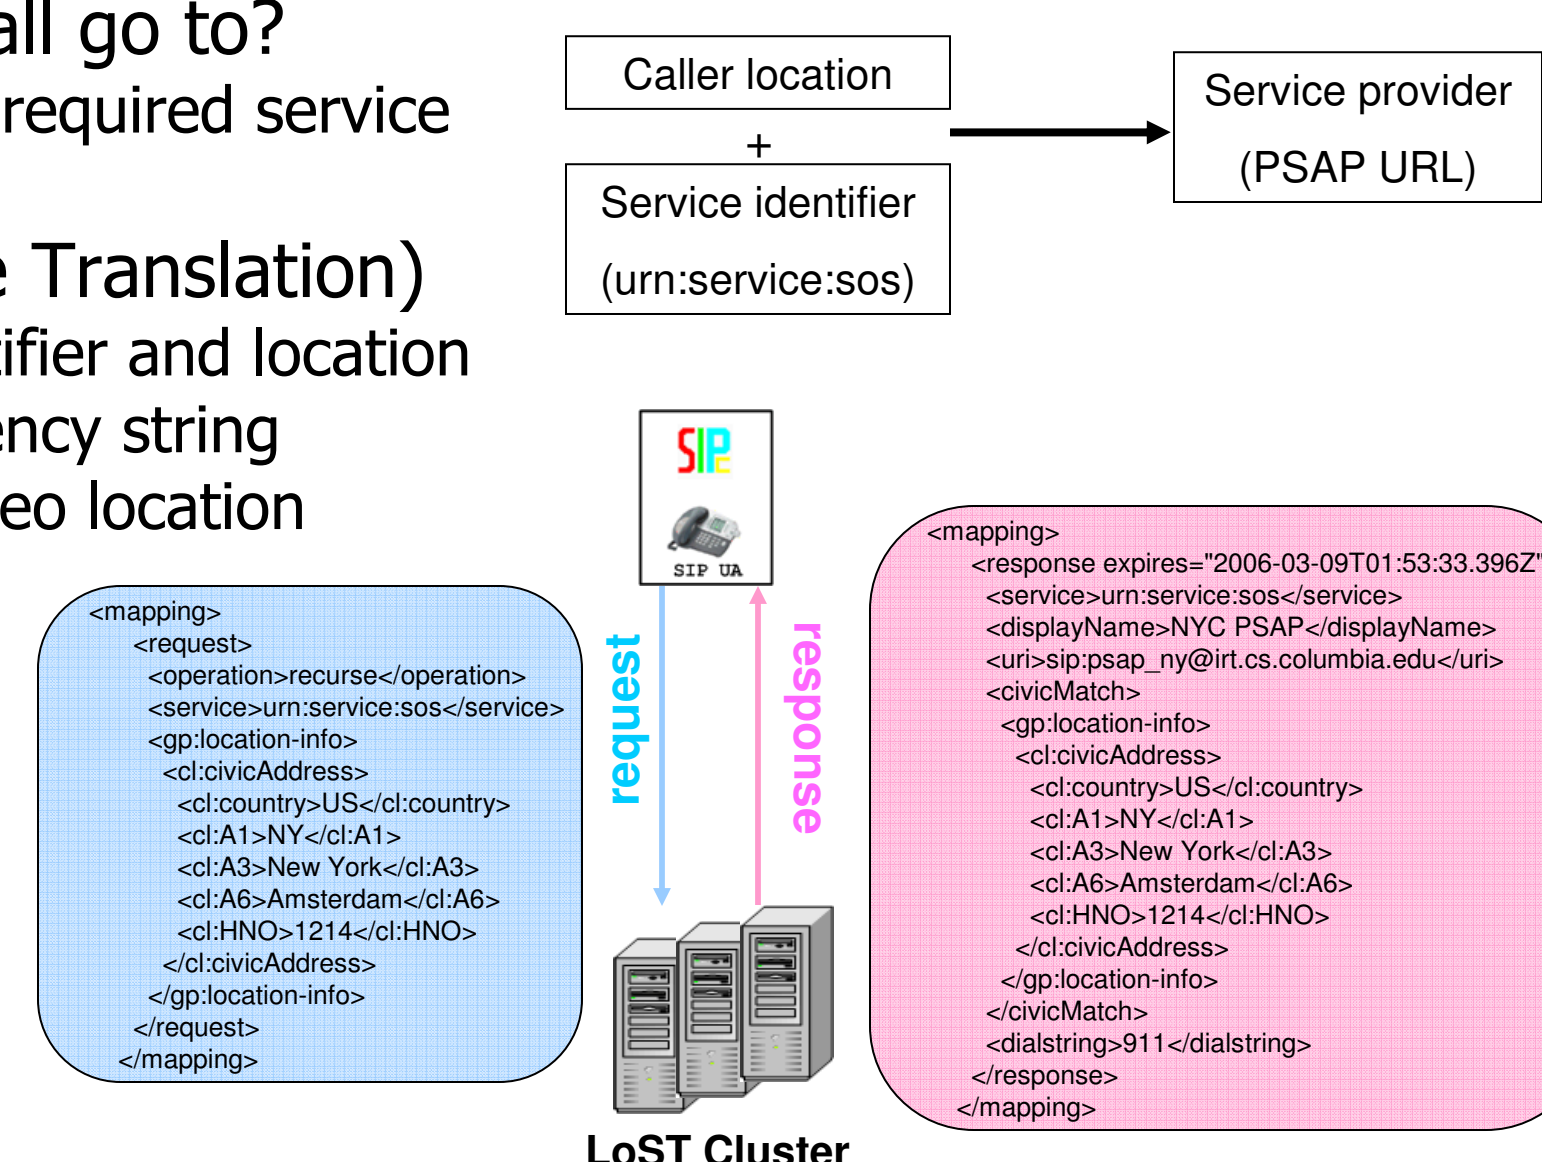 all go to?
required service
e Translation)
tifier and location
ency string
eo location
Caller location
+
Service identifier
(urn:service:sos)
Service provider
(PSAP URL)
SIPc
SIP UA
request
response
<mapping>
<request>
<operation>recurse</operation>
<service>urn:service:sos</service>
<gp:location-info>
<cl:civicAddress>
<cl:country>US</cl:country>
<cl:A1>NY</cl:A1>
<cl:A3>New York</cl:A3>
<cl:A6>Amsterdam</cl:A6>
<cl:HNO>1214</cl:HNO>
</cl:civicAddress>
</gp:location-info>
</request>
</mapping>
<mapping>
<response expires="2006-03-09T01:53:33.396Z"
<service>urn:service:sos</service>
<displayName>NYC PSAP</displayName>
<uri>sip:psap_ny@irt.cs.columbia.edu</uri>
<civicMatch>
<gp:location-info>
<cl:civicAddress>
<cl:country>US</cl:country>
<cl:A1>NY</cl:A1>
<cl:A3>New York</cl:A3>
<cl:A6>Amsterdam</cl:A6>
<cl:HNO>1214</cl:HNO>
</cl:civicAddress>
</gp:location-info>
</civicMatch>
<dialstring>911</dialstring>
</response>
</mapping>
LoST Cluster